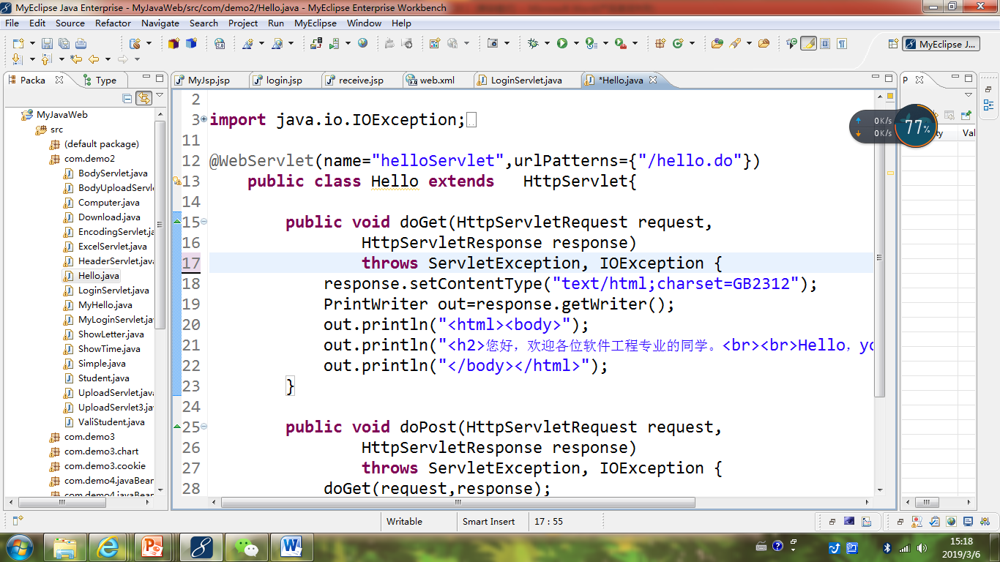 MyEclipse Java Enterprise - MyJavaWeb/src/com/demo2/Hello.java - MyEclipse Enterprise Workbench
File Edit Source Refactor Navigate Search Project Run MyEclipse Window Help
MyEclipse J...
Packa
Type
MyJsp.jsp
login.jsp
receive.jsp
web.xml
LoginServlet.java
*Hello.java
P
MyJavaWeb
src
(default package)
com.demo2
BodyServlet.java
BodyUploadServl
Computer.java
Download.java
EncodingServlet.ja
ExcelServlet.java
HeaderServlet.java
Hello.java
LoginServlet.java
MyHello.java
MyLoginServlet.jav
ShowLetter.java
ShowTime.java
Simple.java
Student.java
UploadServlet.java
UploadServlet3.jav
ValiStudent.java
com.demo3
com.demo3.chart
com.demo3.cookie
com.demo4.javaBear
com.demo4.javaBean
2
3 import java.io.IOException;
11
12 @WebServlet(name="helloServlet",urlPatterns={"/hello.do"})
13 public class Hello extends HttpServlet{
14
15 public void doGet(HttpServletRequest request,
16 HttpServletResponse response)
17 throws ServletException, IOException {
18 response.setContentType("text/html;charset=GB2312");
19 PrintWriter out=response.getWriter();
20 out.println("<html><body>");
21 out.println("<h2>您好，欢迎各位软件工程专业的同学。<br><br>Hello，yo
22 out.println("</body></html>");
23 }
24
25 public void doPost(HttpServletRequest request,
26 HttpServletResponse response)
27 throws ServletException, IOException {
28 doGet(request,response);
0K/s
0K/s
77%
ty Val
Writable
Smart Insert
17 : 55
15:18
2019/3/6